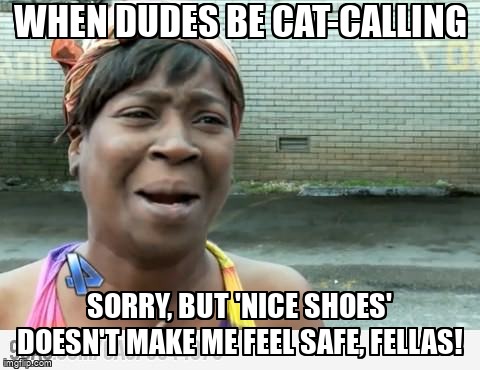 WHEN DUDES BE CAT-CALLING
SORRY, BUT 'NICE SHOES'
DOESN'T MAKE ME FEEL SAFE, FELLAS!
imgflip.com